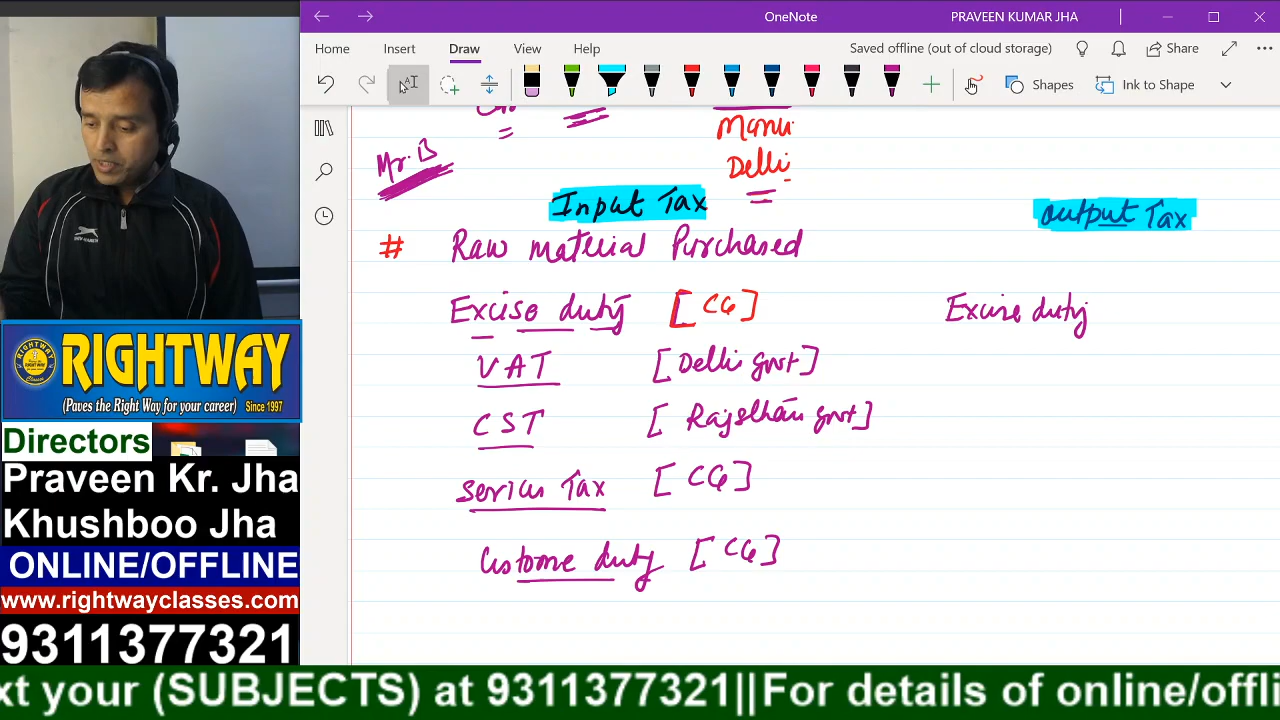 OneNote
PRAVEEN KUMAR JHA
Home
Insert
Draw
View
Help
Saved offline (out of cloud storage)
Share
Shapes
Ink to Shape
Manu
Delhi
Mr. B
Input Tax
Output Tax
# Raw material Purchased
Excise duty [CG]
Excise duty
VAT [Delhi govt]
CST [Rajsthan govt]
Service Tax [CG]
Custome duty [CG]
RIGHTWAY
(Paves the Right Way for your career) Since 1997
Directors
Praveen Kr. Jha
Khushboo Jha
ONLINE/OFFLINE
www.rightwayclasses.com
9311377321
xt your (SUBJECTS) at 9311377321||For details of online/offli